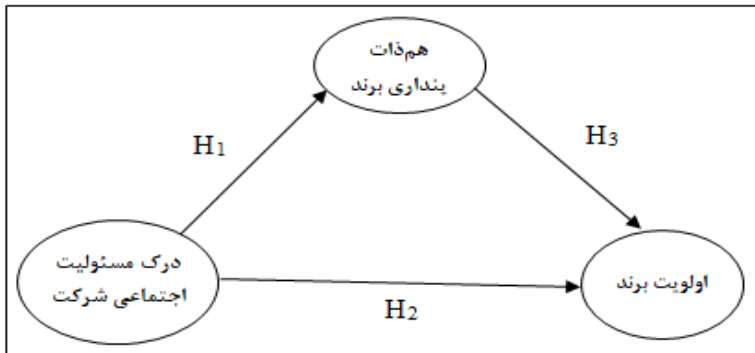 هم‌ذات
پنداری برند
H1
H3
درک مسئولیت
اجتماعی شرکت
اولویت برند
H2